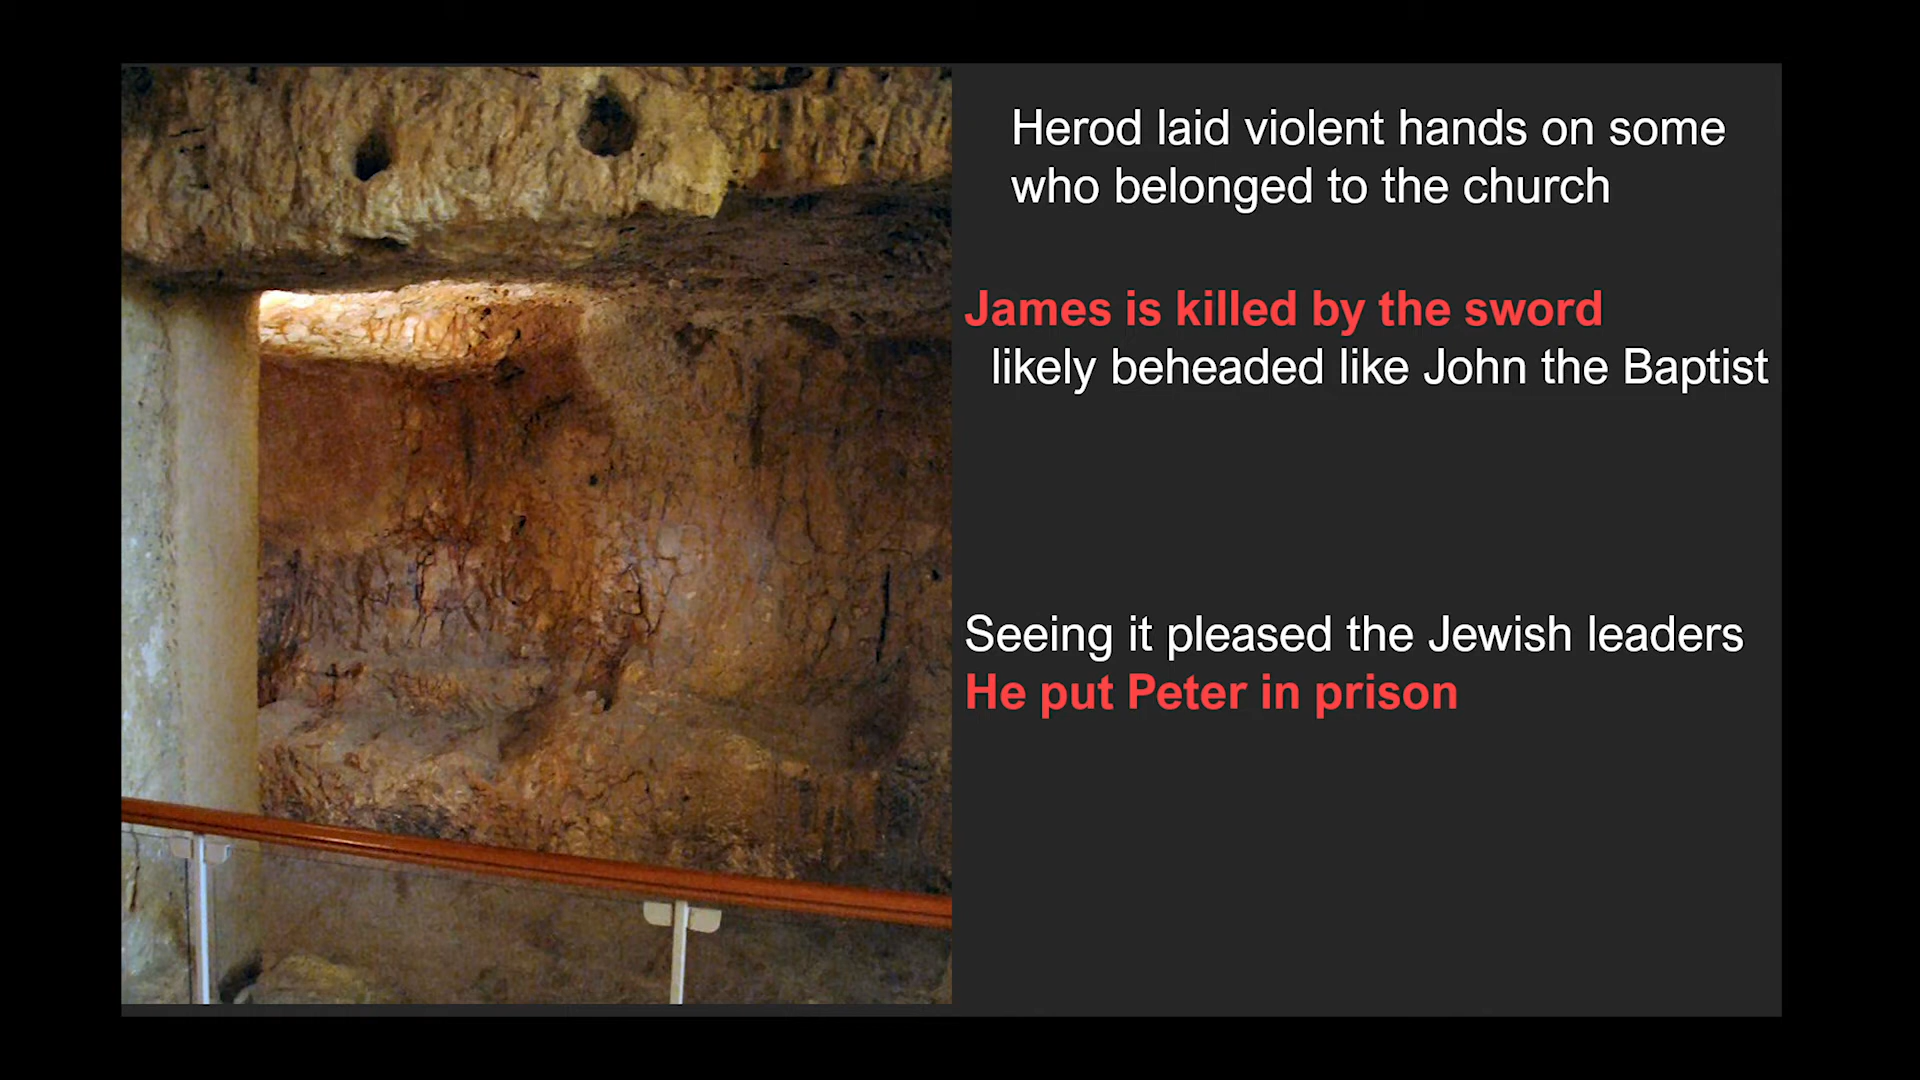 Herod laid violent hands on some
who belonged to the church
James is killed by the sword
likely beheaded like John the Baptist
Seeing it pleased the Jewish leaders
He put Peter in prison